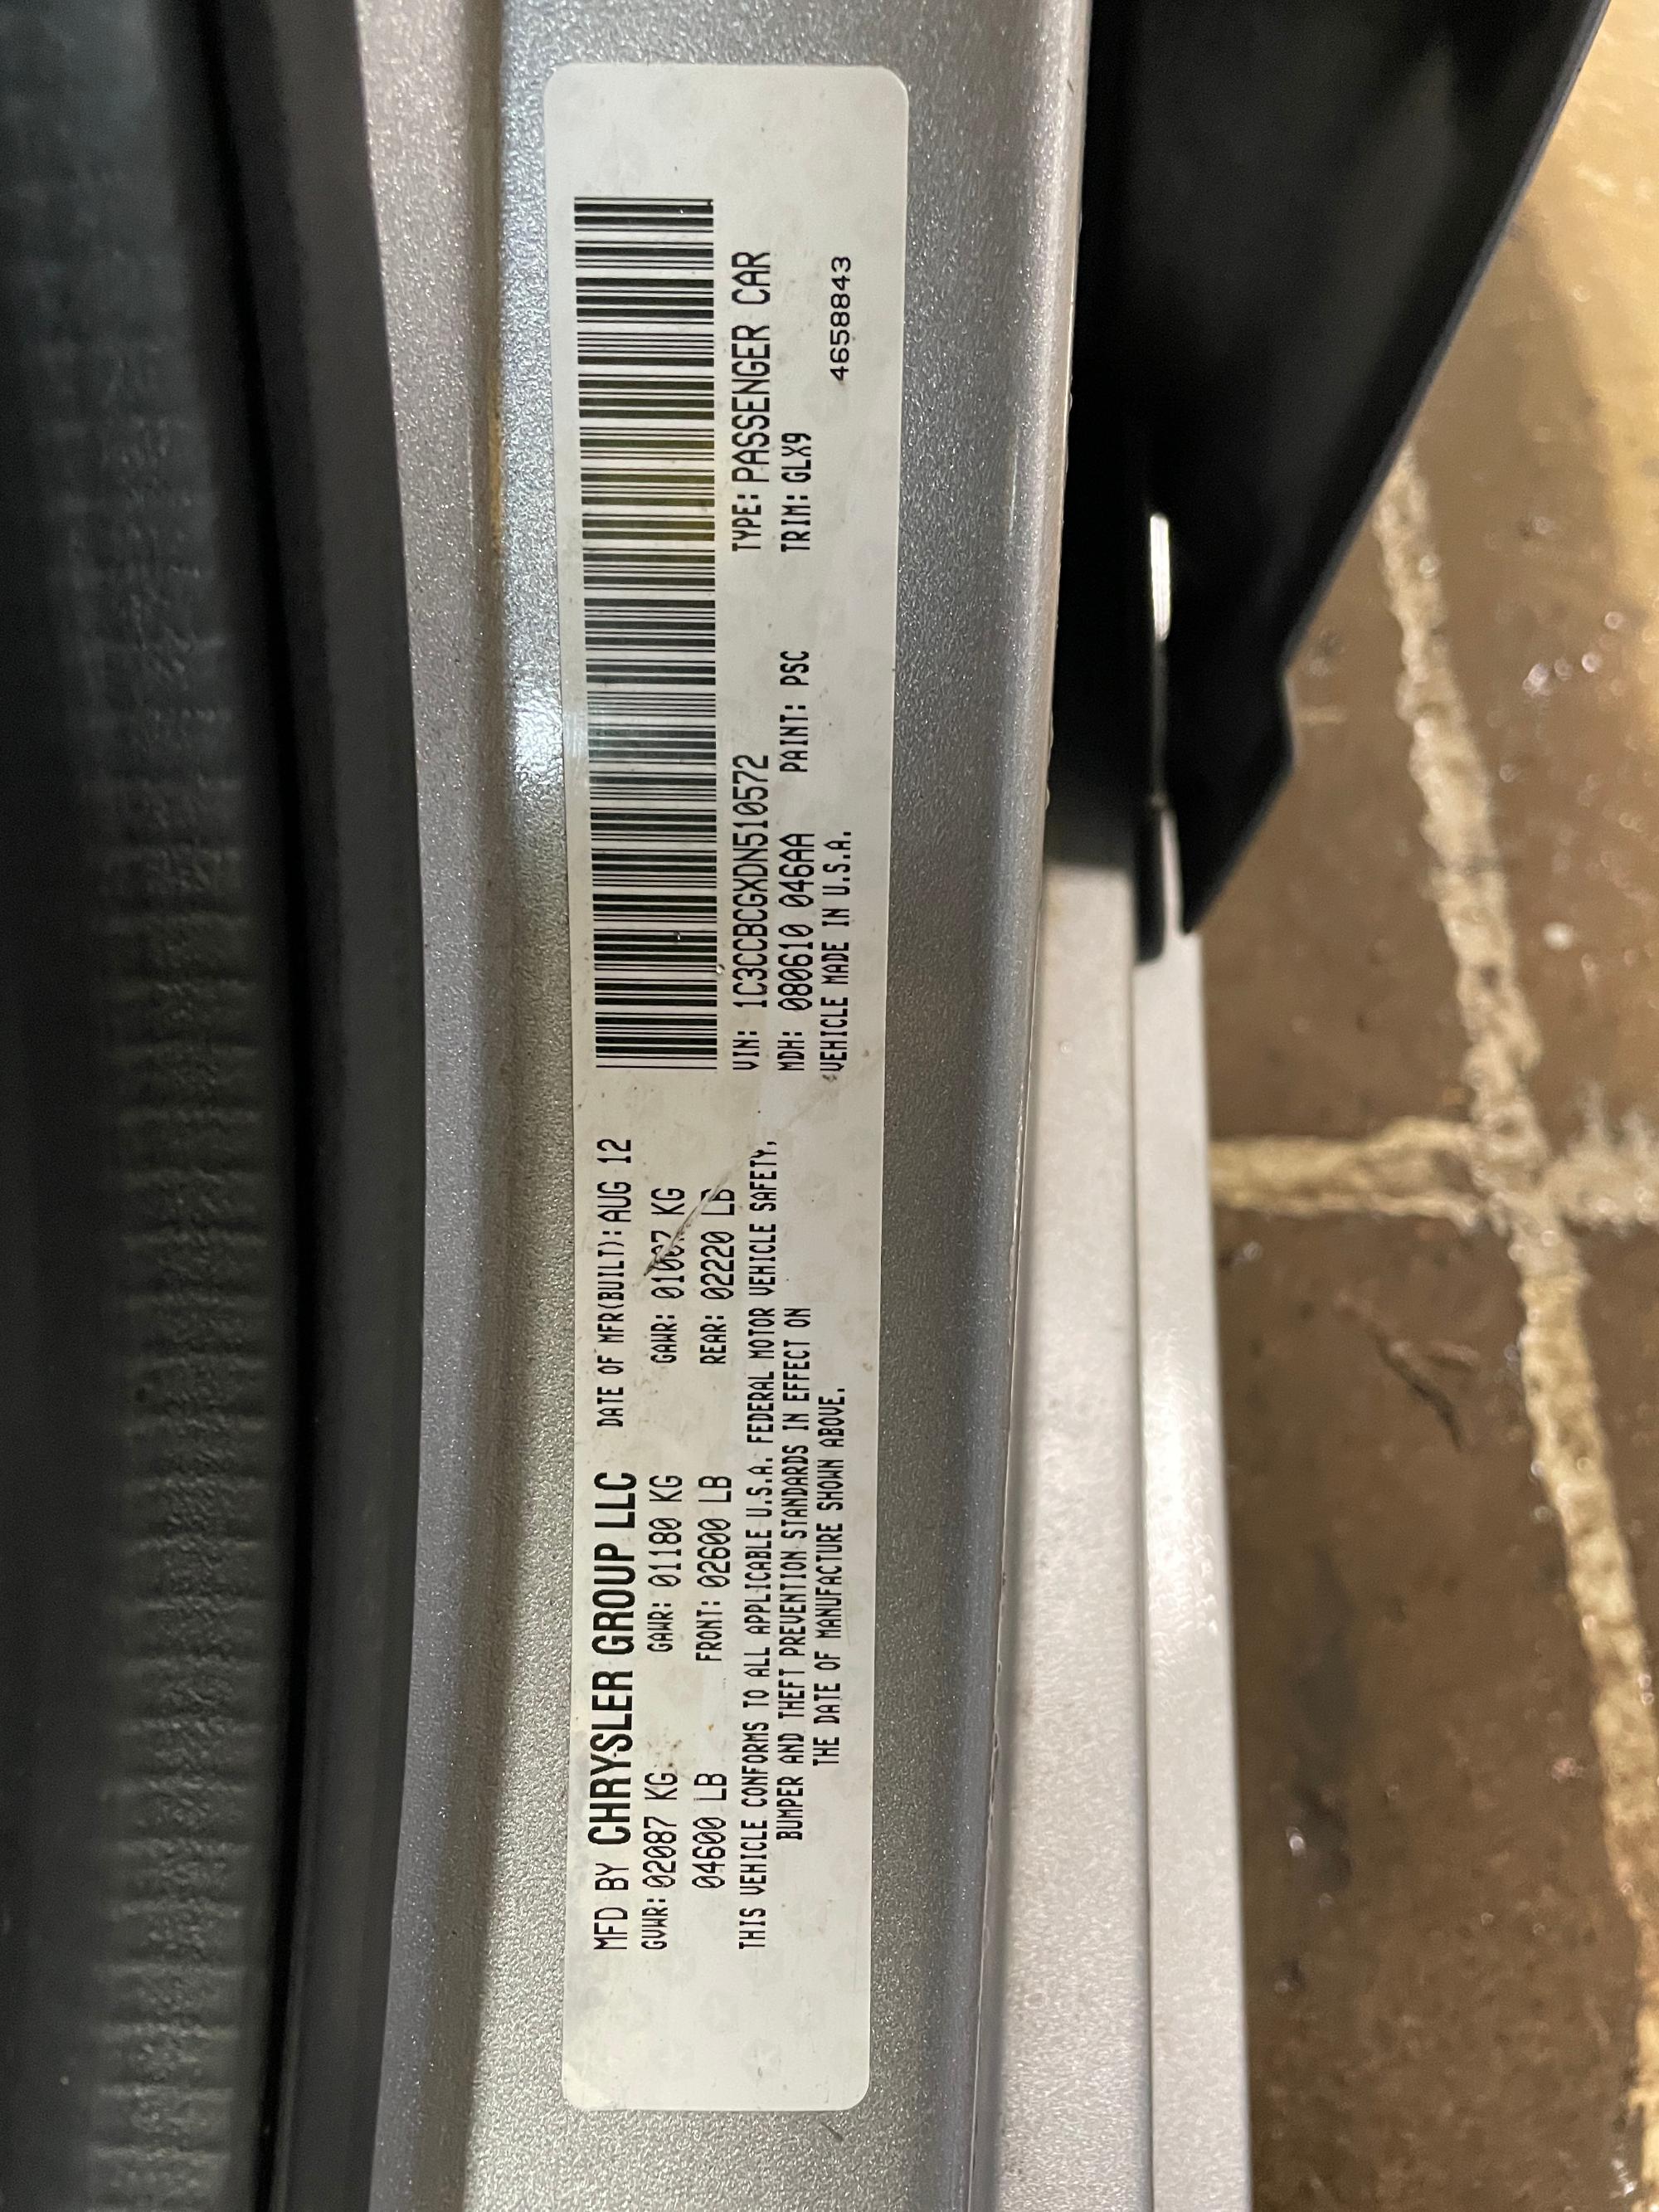 MFD BY CHRYSLER GROUP LLC DATE OF MFR(BUILT): AUG 12
GVWR: 02087 KG GAWR: 01180 KG GAWR: 01007 KG
04600 LB FRONT: 02600 LB REAR: 02220 LB
THIS VEHICLE CONFORMS TO ALL APPLICABLE U.S.A. FEDERAL MOTOR VEHICLE SAFETY,
BUMPER AND THEFT PREVENTION STANDARDS IN EFFECT ON
THE DATE OF MANUFACTURE SHOWN ABOVE.
VIN: 1C3CCBCGXDN510572 TYPE: PASSENGER CAR
MDH: 080610 046AA PAINT: PSC TRIM: GLX9
VEHICLE MADE IN U.S.A.
4658843